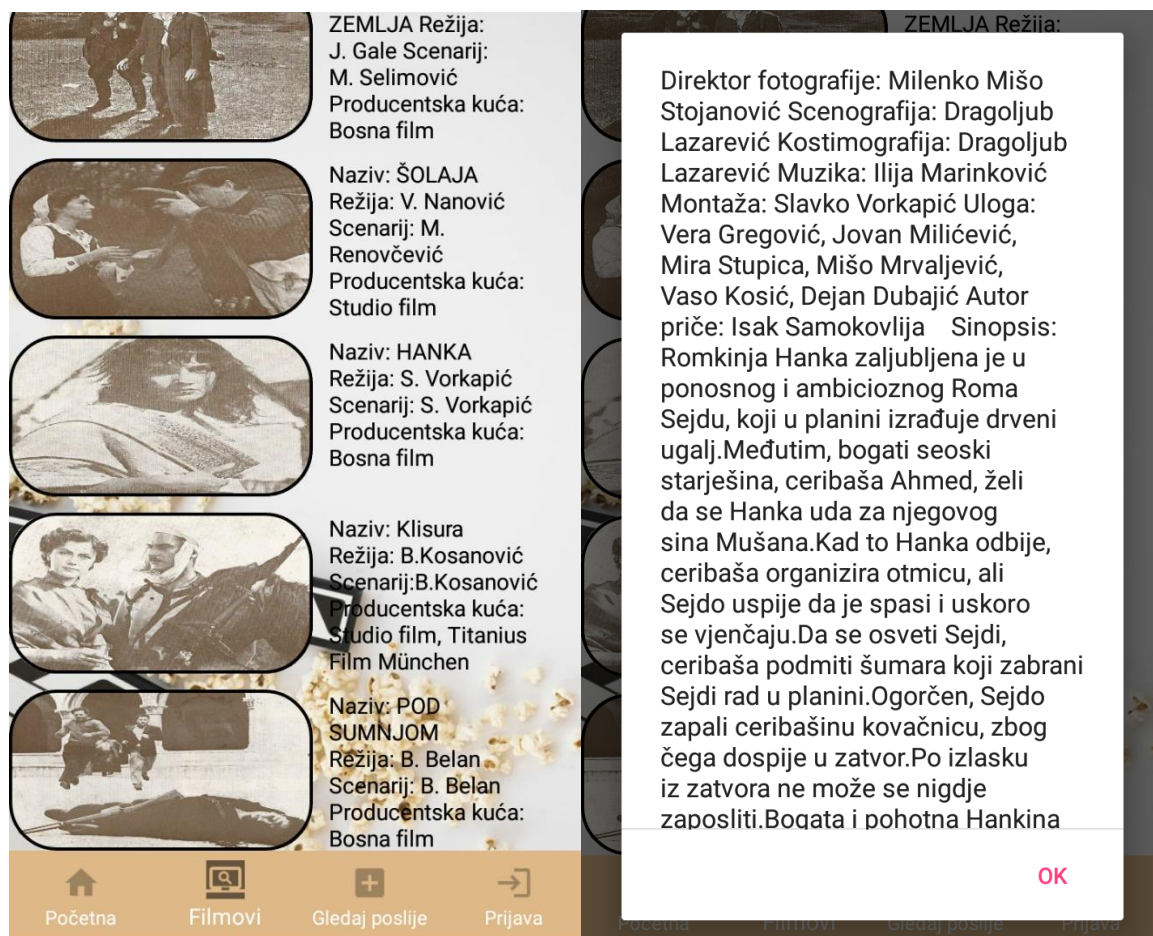 ZEMLJA Režija:
J. Gale Scenarij:
M. Selimović
Producentska kuća:
Bosna film
Naziv: ŠOLAJA
Režija: V. Nanović
Scenarij: M.
Renovčević
Producentska kuća:
Studio film
Naziv: HANKA
Režija: S. Vorkapić
Scenarij: S. Vorkapić
Producentska kuća:
Bosna film
Naziv: Klisura
Režija: B.Kosanović
Scenarij:B.Kosanović
Producentska kuća:
Studio film, Titanius
Film München
Naziv: POD
SUMNJOM
Režija: B. Belan
Scenarij: B. Belan
Producentska kuća:
Bosna film
Početna
Filmovi
Gledaj poslije
Prijava
ZEMLJA Režija:
Direktor fotografije: Milenko Mišo
Stojanović Scenografija: Dragoljub
Lazarević Kostimografija: Dragoljub
Lazarević Muzika: Ilija Marinković
Montaža: Slavko Vorkapić Uloga:
Vera Gregović, Jovan Milićević,
Mira Stupica, Mišo Mrvaljević,
Vaso Kosić, Dejan Dubajić Autor
priče: Isak Samokovlija    Sinopsis:
Romkinja Hanka zaljubljena je u
ponosnog i ambicioznog Roma
Sejdu, koji u planini izrađuje drveni
ugalj.Međutim, bogati seoski
starješina, ceribaša Ahmed, želi
da se Hanka uda za njegovog
sina Mušana.Kad to Hanka odbije,
ceribaša organizira otmicu, ali
Sejdo uspije da je spasi i uskoro
se vjenčaju.Da se osveti Sejdi,
ceribaša podmiti šumara koji zabrani
Sejdi rad u planini.Ogorčen, Sejdo
zapali ceribašinu kovačnicu, zbog
čega dospije u zatvor.Po izlasku
iz zatvora ne može se nigdje
zaposliti.Bogata i pohotna Hankina
OK
Početna
Filmovi
Gledaj poslije
Prijava